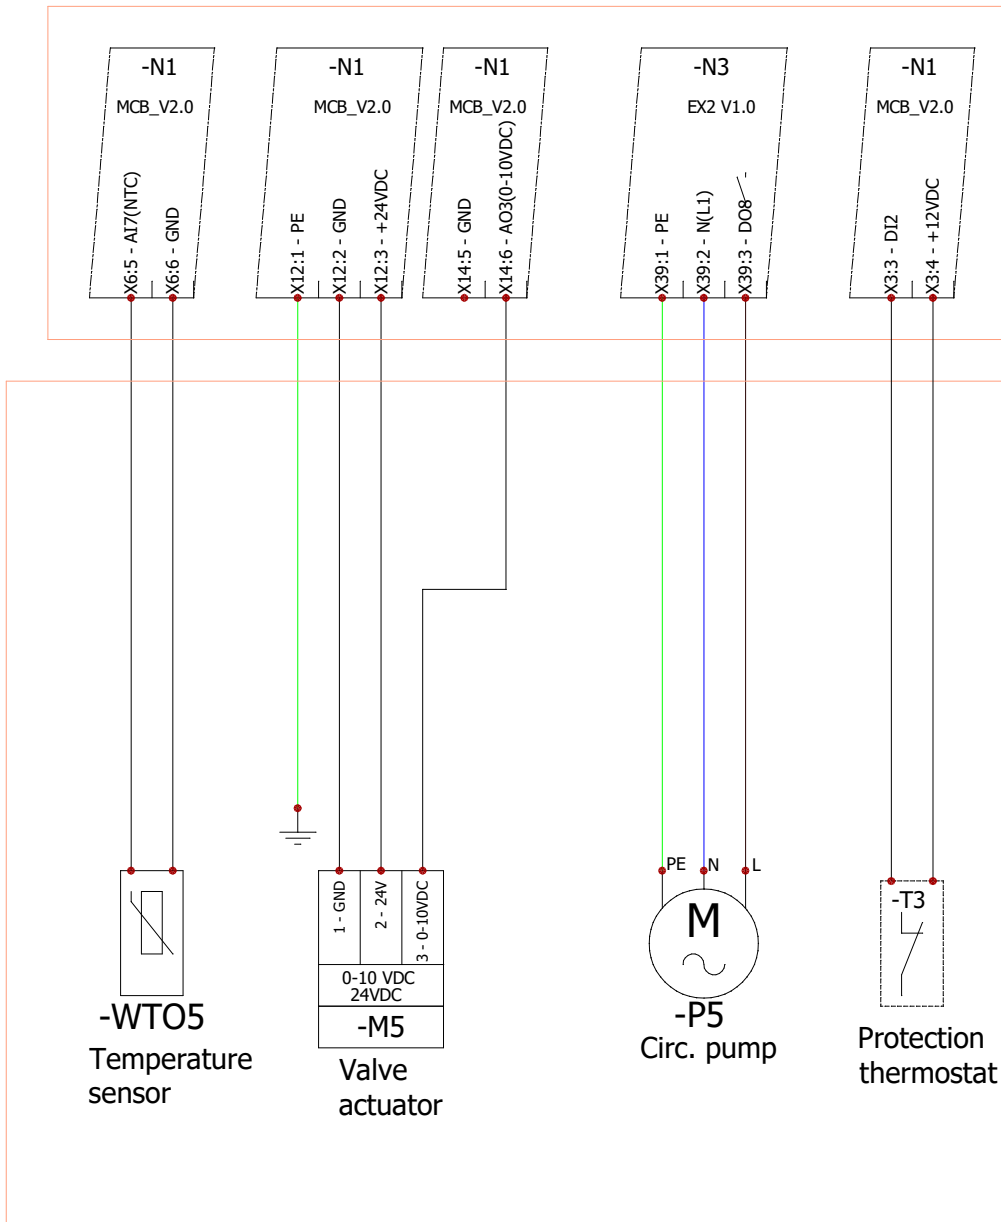 -N1
MCB_V2.0
X6:5 - AI7(NTC)
X6:6 - GND
-N1
MCB_V2.0
X12:1 - PE
X12:2 - GND
X12:3 - +24VDC
-N1
MCB_V2.0
X14:5 - GND
X14:6 - AO3(0-10VDC)
-N3
EX2 V1.0
X39:1 - PE
X39:2 - N(L1)
X39:3 - DO8
-N1
MCB_V2.0
X3:3 - DI2
X3:4 - +12VDC
-WTO5
Temperature
sensor
1 - GND
2 - 24V
3 - 0-10VDC
0-10 VDC
24VDC
-M5
Valve
actuator
PE
N
L
M
-P5
Circ. pump
-T3
Protection
thermostat